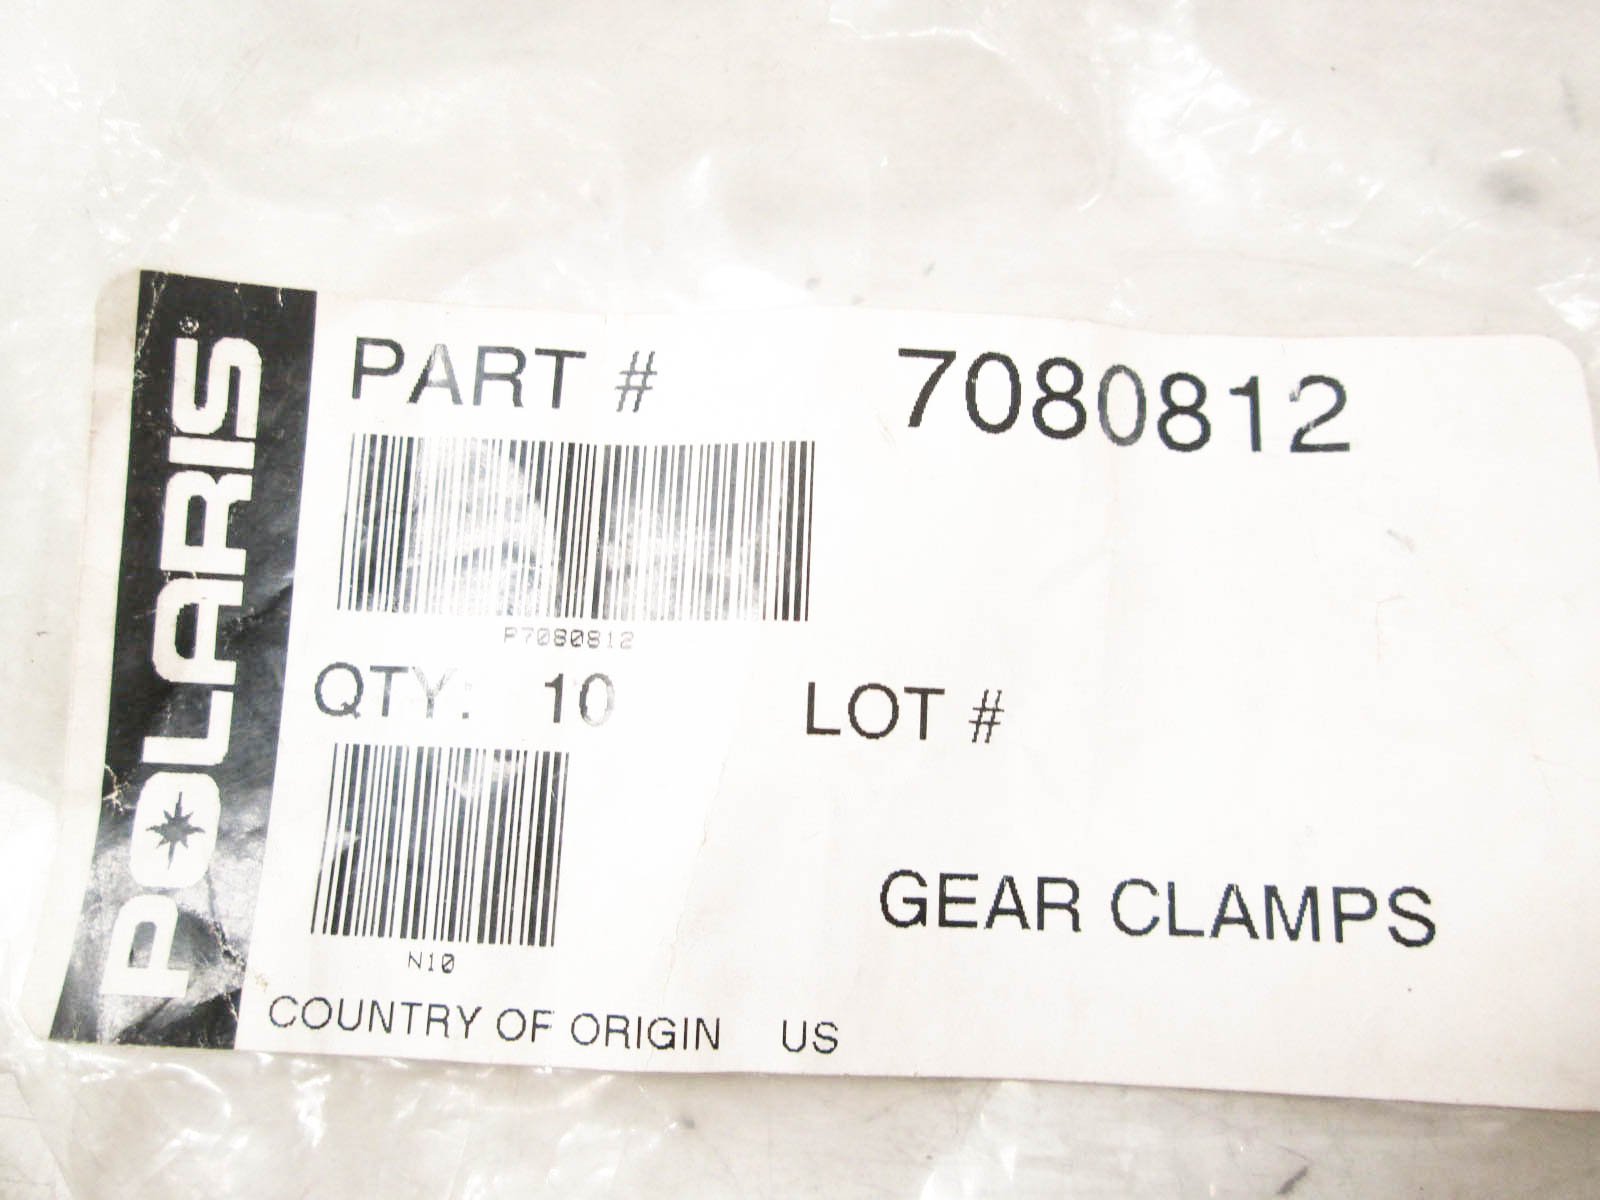 POLARIS®
PART # 7080812
P7080812
QTY: 10 LOT #
N10
GEAR CLAMPS
COUNTRY OF ORIGIN US